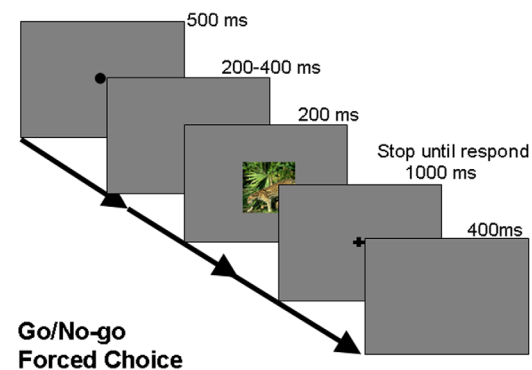 500 ms
200-400 ms
200 ms
Stop until respond
1000 ms
400ms
Go/No-go
Forced Choice